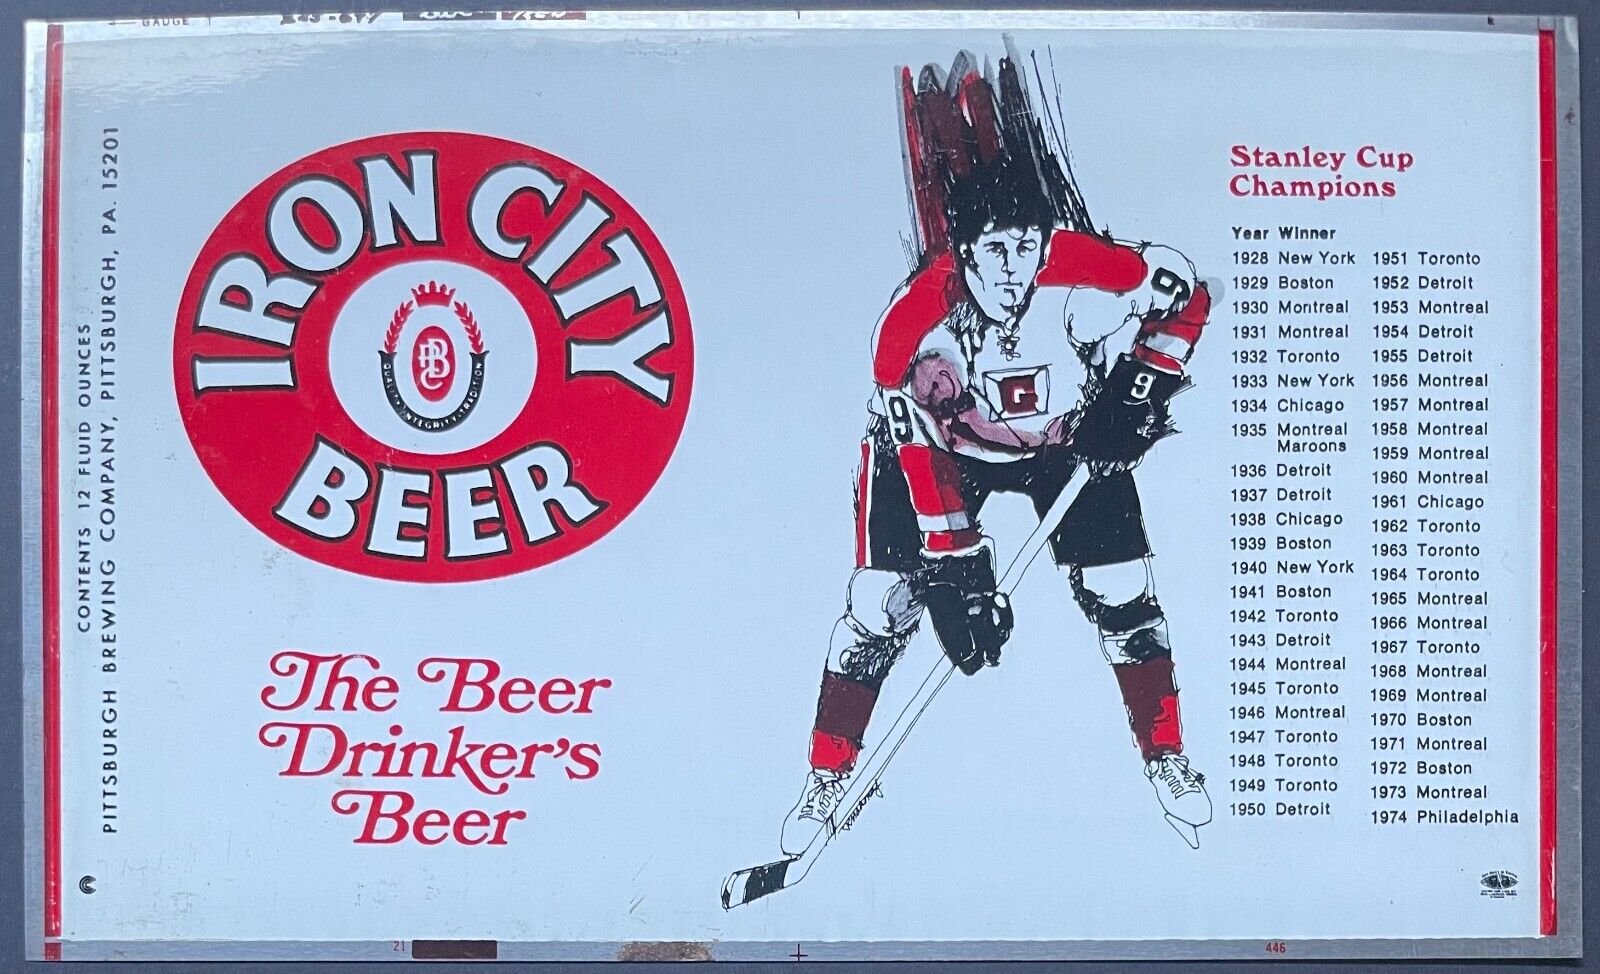 GAUGE
CONTENTS 12 FLUID OUNCES
PITTSBURGH BREWING COMPANY, PITTSBURGH, PA. 15201
IRON CITY
BEER
PBC
QUALITY INTEGRITY TRADITION
The Beer
Drinker's
Beer
9
9
9
G
Stanley Cup
Champions
Year Winner
1928 New York
1929 Boston
1930 Montreal
1931 Montreal
1932 Toronto
1933 New York
1934 Chicago
1935 Montreal
Maroons
1936 Detroit
1937 Detroit
1938 Chicago
1939 Boston
1940 New York
1941 Boston
1942 Toronto
1943 Detroit
1944 Montreal
1945 Toronto
1946 Montreal
1947 Toronto
1948 Toronto
1949 Toronto
1950 Detroit
1951 Toronto
1952 Detroit
1953 Montreal
1954 Detroit
1955 Detroit
1956 Montreal
1957 Montreal
1958 Montreal
1959 Montreal
1960 Montreal
1961 Chicago
1962 Toronto
1963 Toronto
1964 Toronto
1965 Montreal
1966 Montreal
1967 Toronto
1968 Montreal
1969 Montreal
1970 Boston
1971 Montreal
1972 Boston
1973 Montreal
1974 Philadelphia
21
446